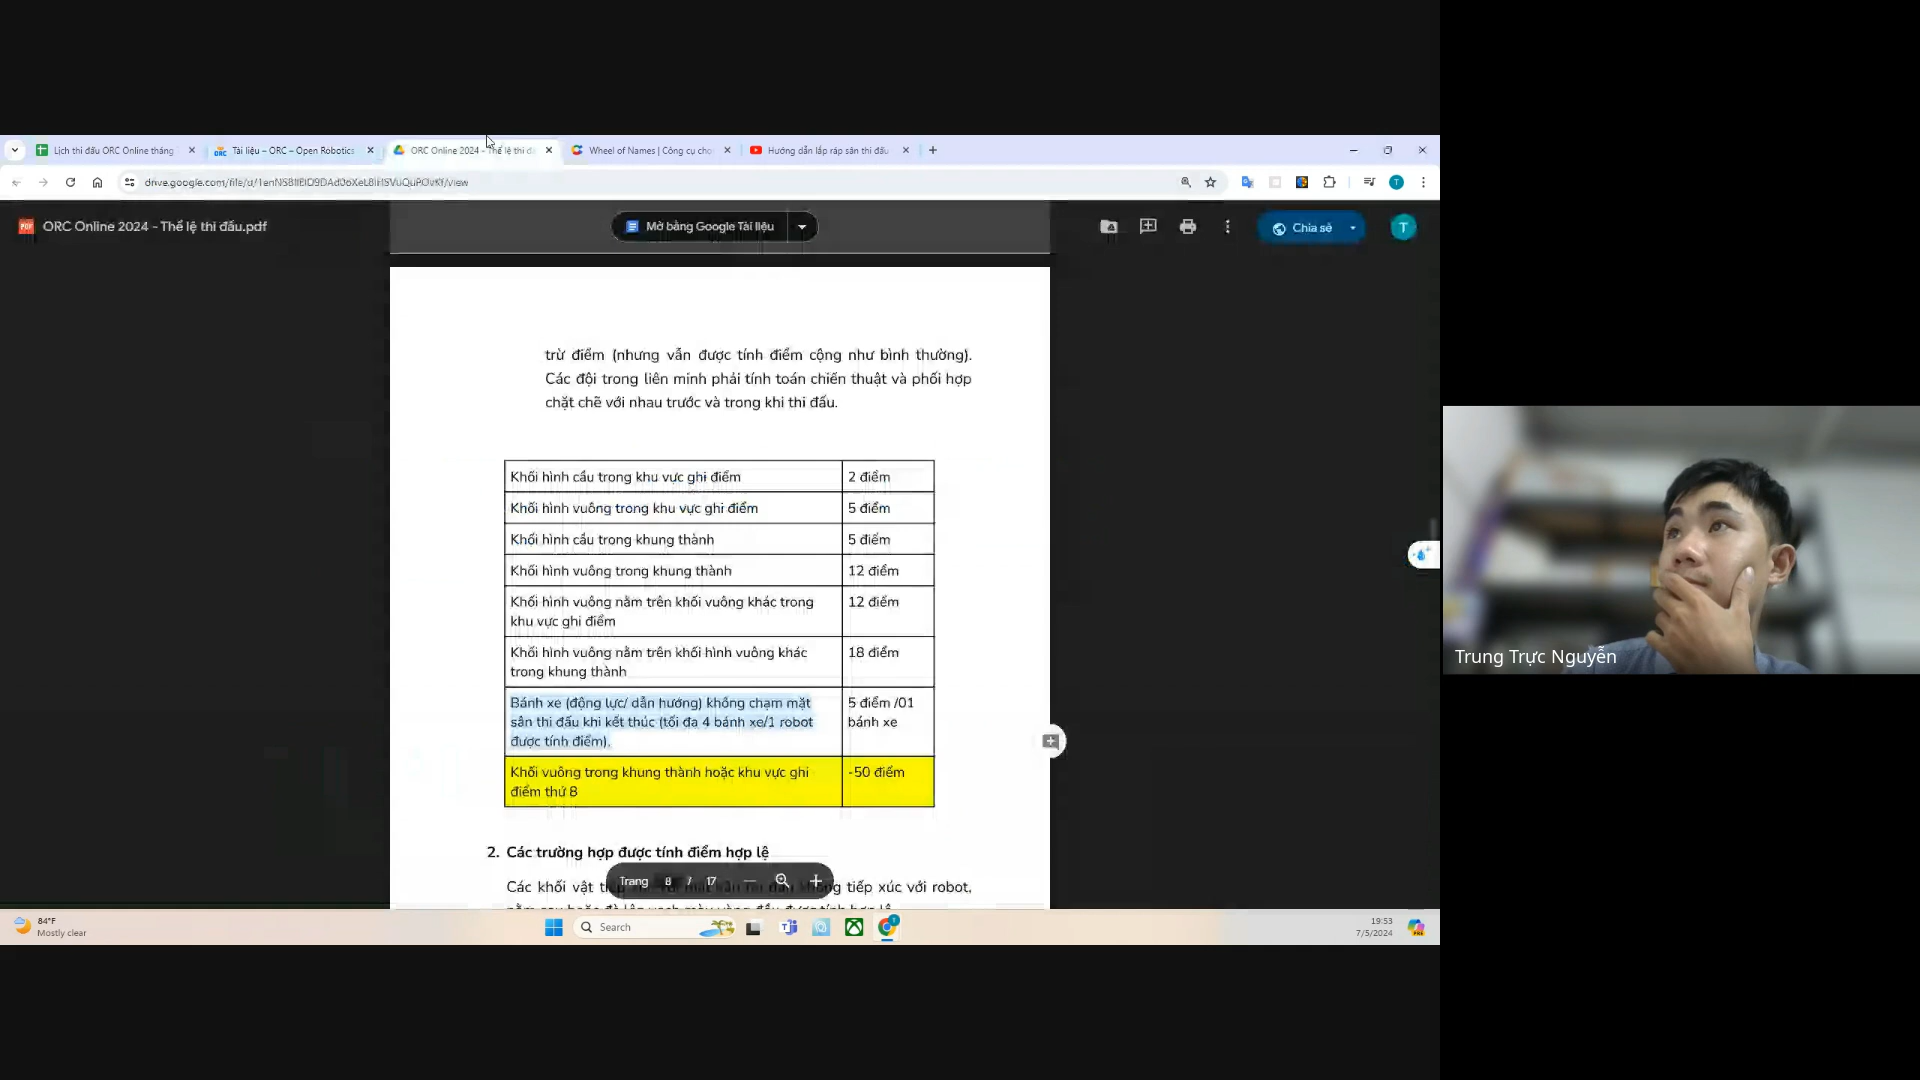 Lịch thi đấu ORC Online tháng
Tài liệu – ORC – Open Robotics
ORC Online 2024 - Thể lệ thi đấ
Wheel of Names | Công cụ cho
Hướng dẫn lắp ráp sân thi đấu
ORC Online 2024 - Thể lệ thi đấu.pdf
Mở bằng Google Tài liệu
Chia sẻ
T
trừ điểm (nhưng vẫn được tính điểm cộng như bình thường).
Các đội trong liên minh phải tính toán chiến thuật và phối hợp
chặt chẽ với nhau trước và trong khi thi đấu.
Khối hình cầu trong khu vực ghi điểm
2 điểm
Khối hình vuông trong khu vực ghi điểm
5 điểm
Khối hình cầu trong khung thành
5 điểm
Khối hình vuông trong khung thành
12 điểm
Khối hình vuông nằm trên khối vuông khác trong
khu vực ghi điểm
12 điểm
Khối hình vuông nằm trên khối hình vuông khác
trong khung thành
18 điểm
Bánh xe (động lực/ dẫn hướng) không chạm mặt
sân thi đấu khi kết thúc (tối đa 4 bánh xe/1 robot
được tính điểm).
5 điểm /01
bánh xe
Khối vuông trong khung thành hoặc khu vực ghi
điểm thứ 8
-50 điểm
2. Các trường hợp được tính điểm hợp lệ
Các khối vật tiếp xúc với robot,
Trang 8 / 17
Trung Trực Nguyễn
84°F
Mostly clear
Search
19:53
7/5/2024